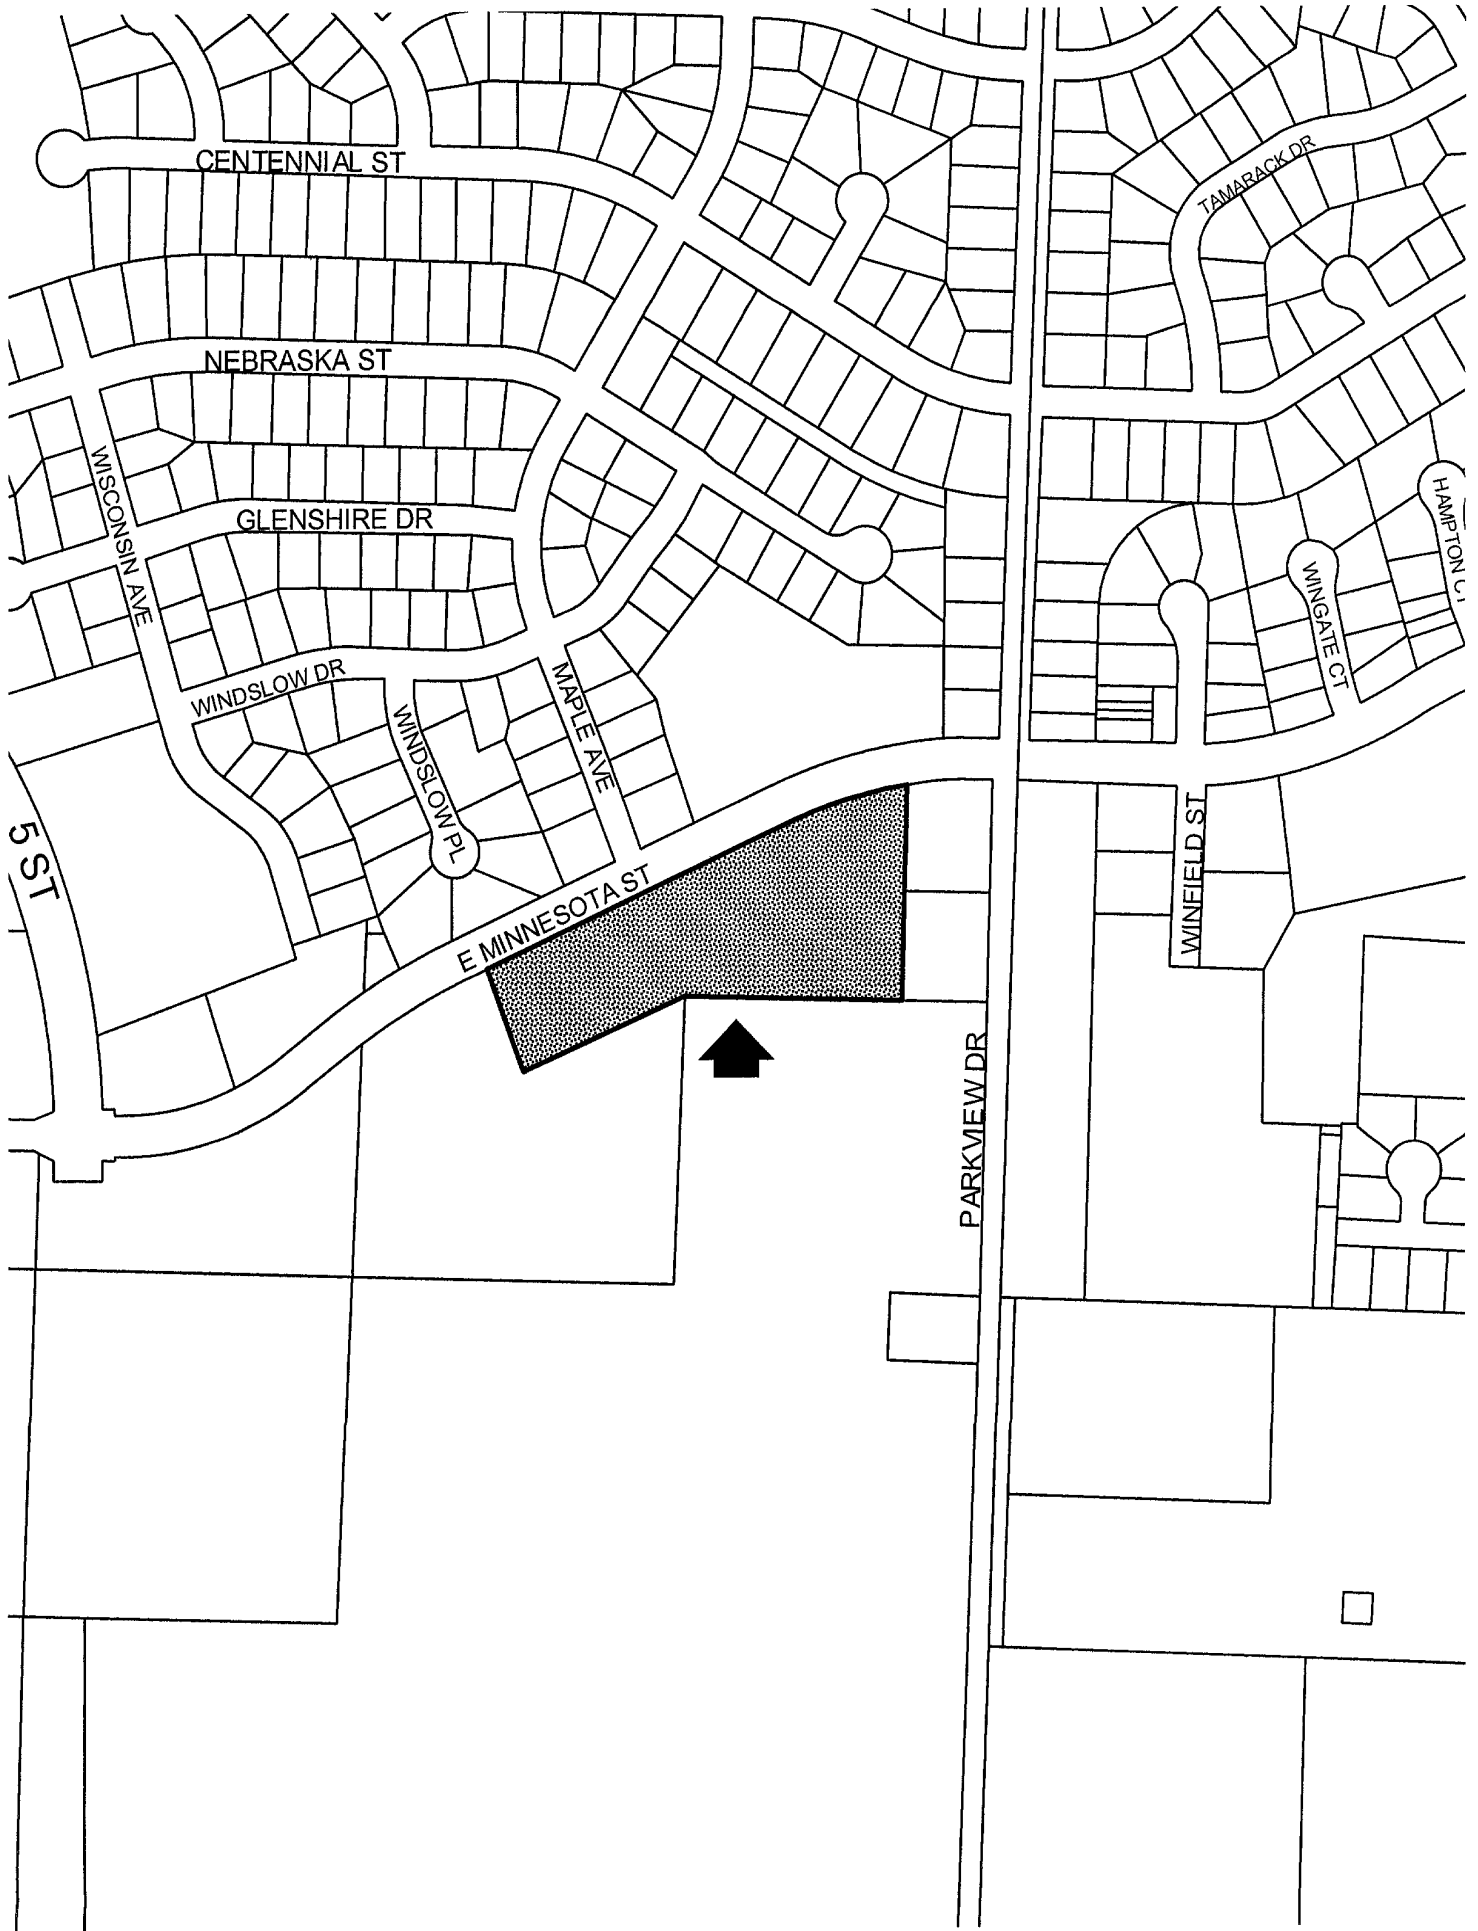 CENTENNIAL ST
TAMARACK DR
NEBRASKA ST
WISCONSIN AVE
GLENSHIRE DR
HAMPTON CT
WINGATE CT
WINDSLOW DR
MAPLE AVE
WINDSLOW PL
5 ST
WINFIELD ST
E MINNESOTA ST
PARKVIEW DR